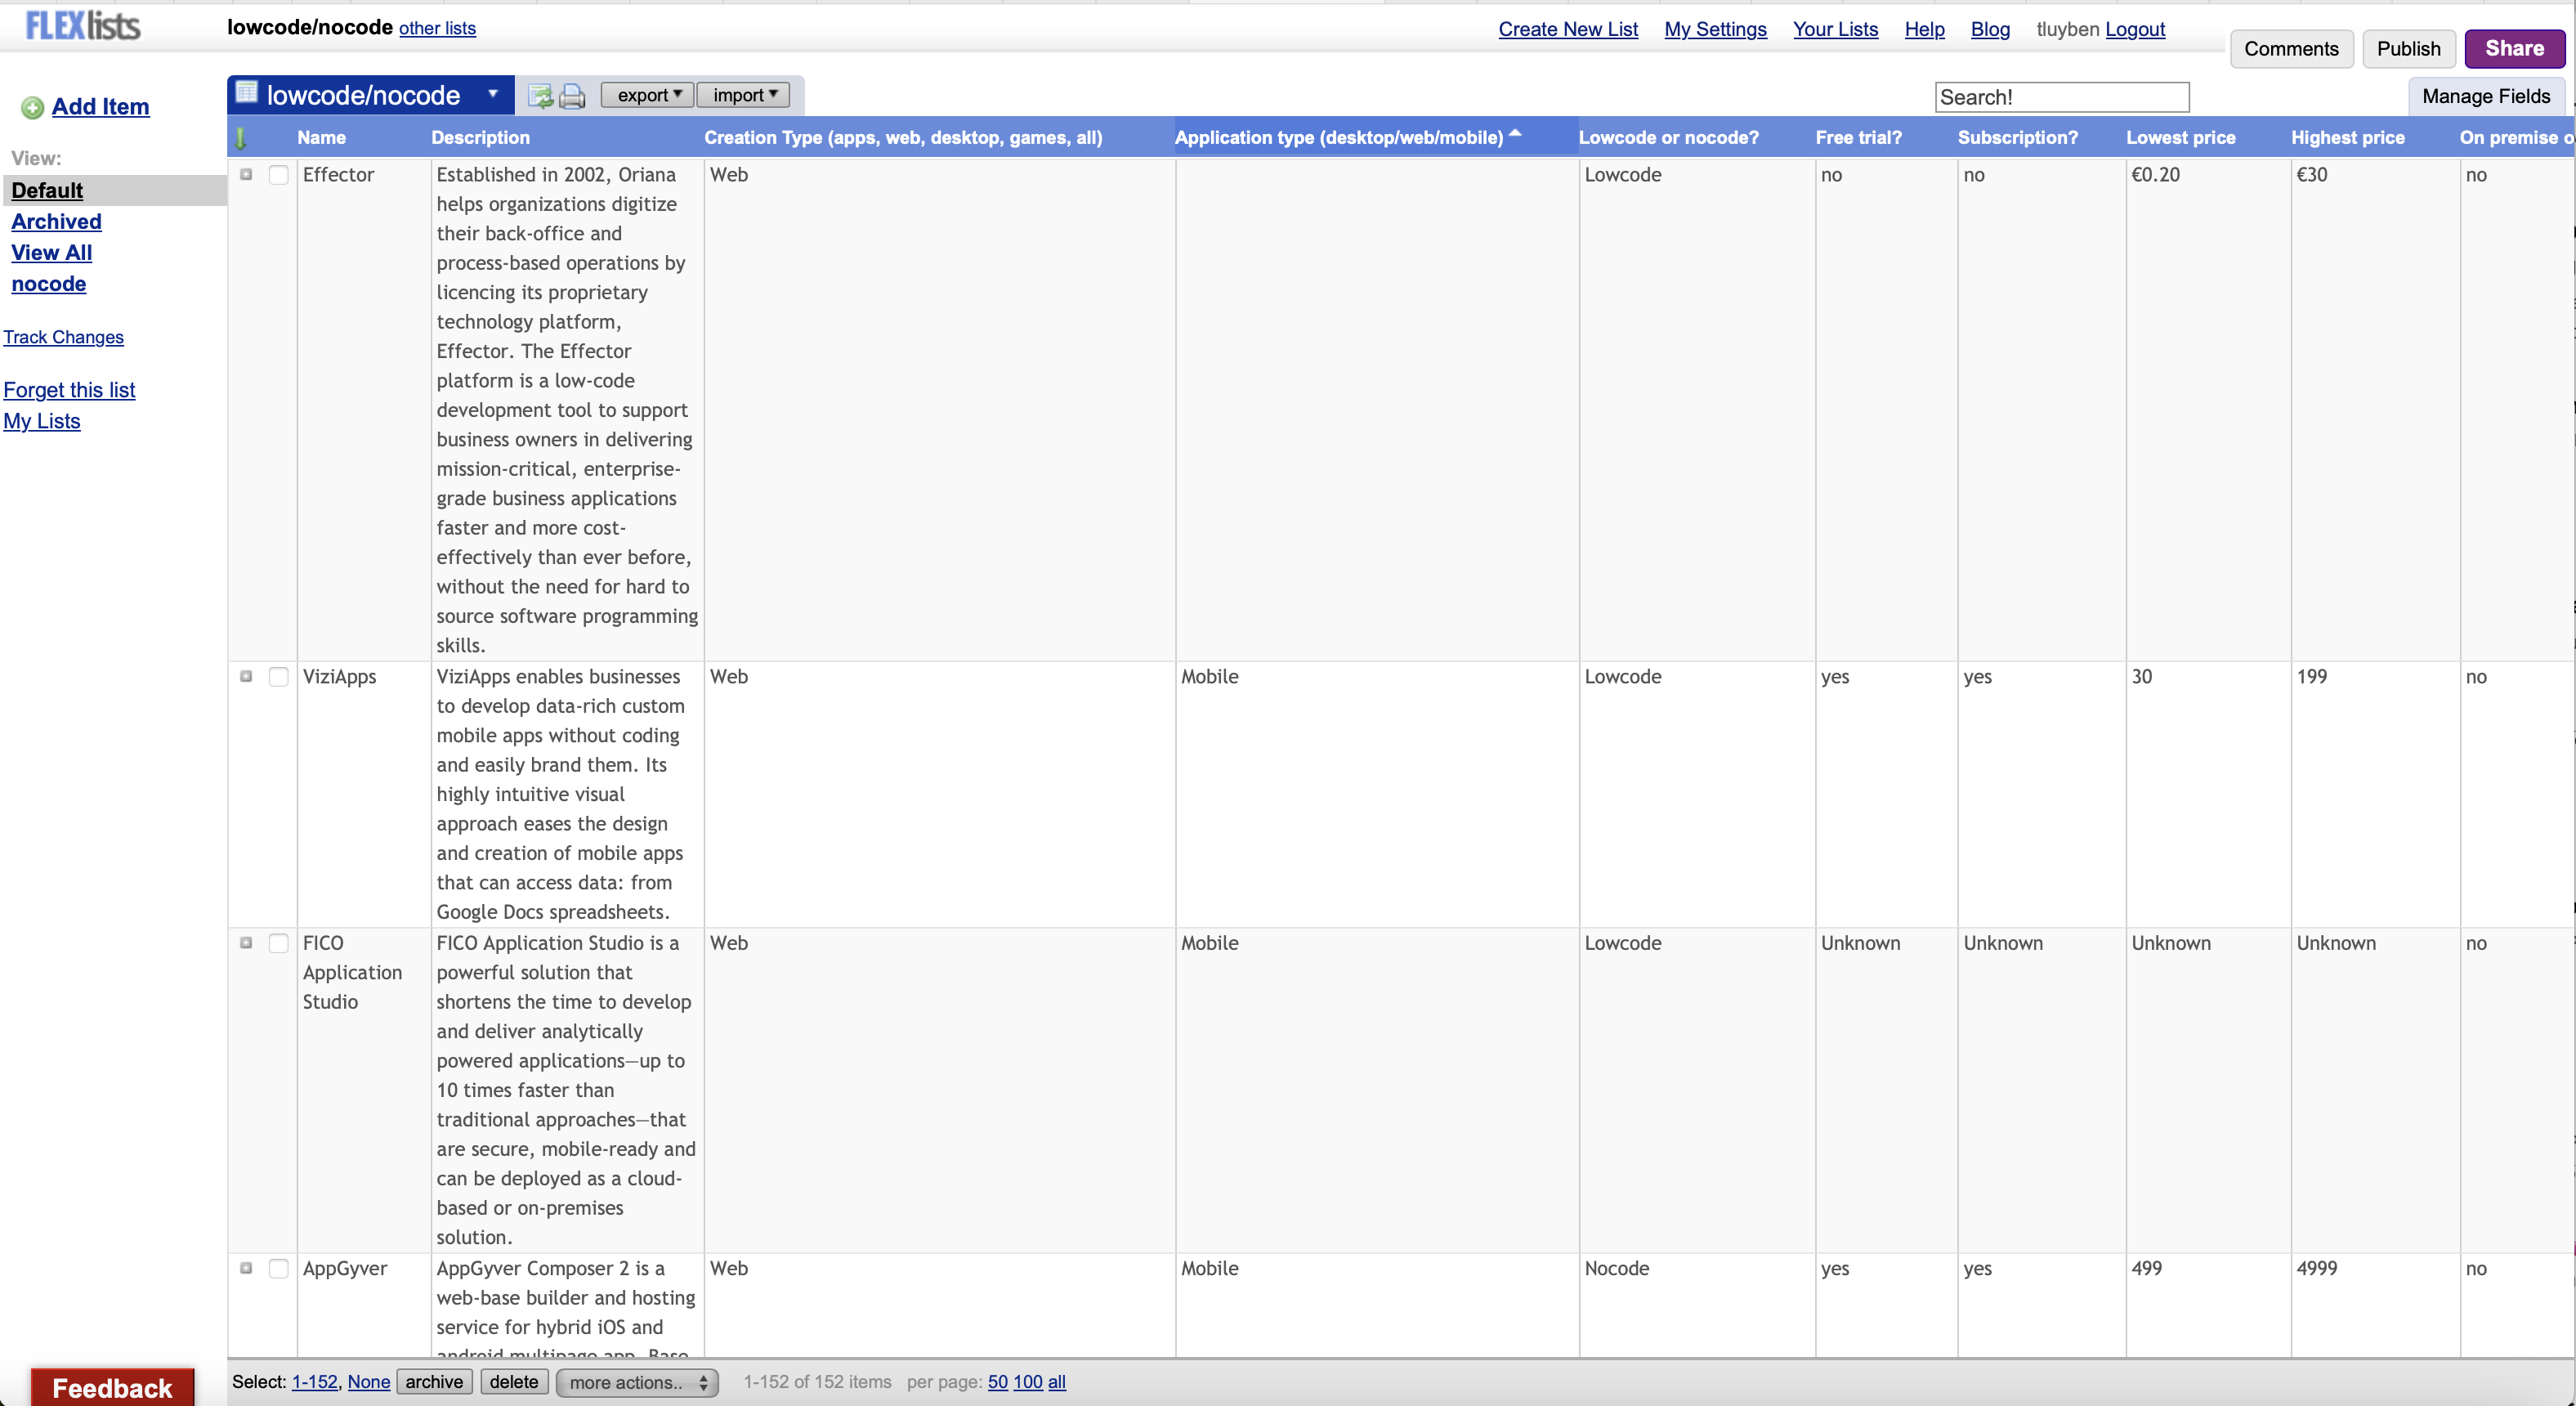 FLEXlists
lowcode/nocode other lists
Create New List My Settings Your Lists Help Blog tluyben Logout
Comments Publish Share
Add Item
View:
Default
Archived
View All
nocode
Track Changes
Forget this list
My Lists
lowcode/nocode export import
Search!
Manage Fields
Name Description Creation Type (apps, web, desktop, games, all) Application type (desktop/web/mobile) Lowcode or nocode? Free trial? Subscription? Lowest price Highest price On premise o
Effector
Established in 2002, Oriana
helps organizations digitize
their back-office and
process-based operations by
licencing its proprietary
technology platform,
Effector. The Effector
platform is a low-code
development tool to support
business owners in delivering
mission-critical, enterprise-
grade business applications
faster and more cost-
effectively than ever before,
without the need for hard to
source software programming
skills.
Web
Lowcode
no
no
€0.20
€30
no
ViziApps
ViziApps enables businesses
to develop data-rich custom
mobile apps without coding
and easily brand them. Its
highly intuitive visual
approach eases the design
and creation of mobile apps
that can access data: from
Google Docs spreadsheets.
Web
Mobile
Lowcode
yes
yes
30
199
no
FICO
Application
Studio
FICO Application Studio is a
powerful solution that
shortens the time to develop
and deliver analytically
powered applications—up to
10 times faster than
traditional approaches—that
are secure, mobile-ready and
can be deployed as a cloud-
based or on-premises
solution.
Web
Mobile
Lowcode
Unknown
Unknown
Unknown
Unknown
no
AppGyver
AppGyver Composer 2 is a
web-base builder and hosting
service for hybrid iOS and
android multipage app. Base
Web
Mobile
Nocode
yes
yes
499
4999
no
Feedback
Select: 1-152, None archive delete more actions.. 1-152 of 152 items per page: 50 100 all